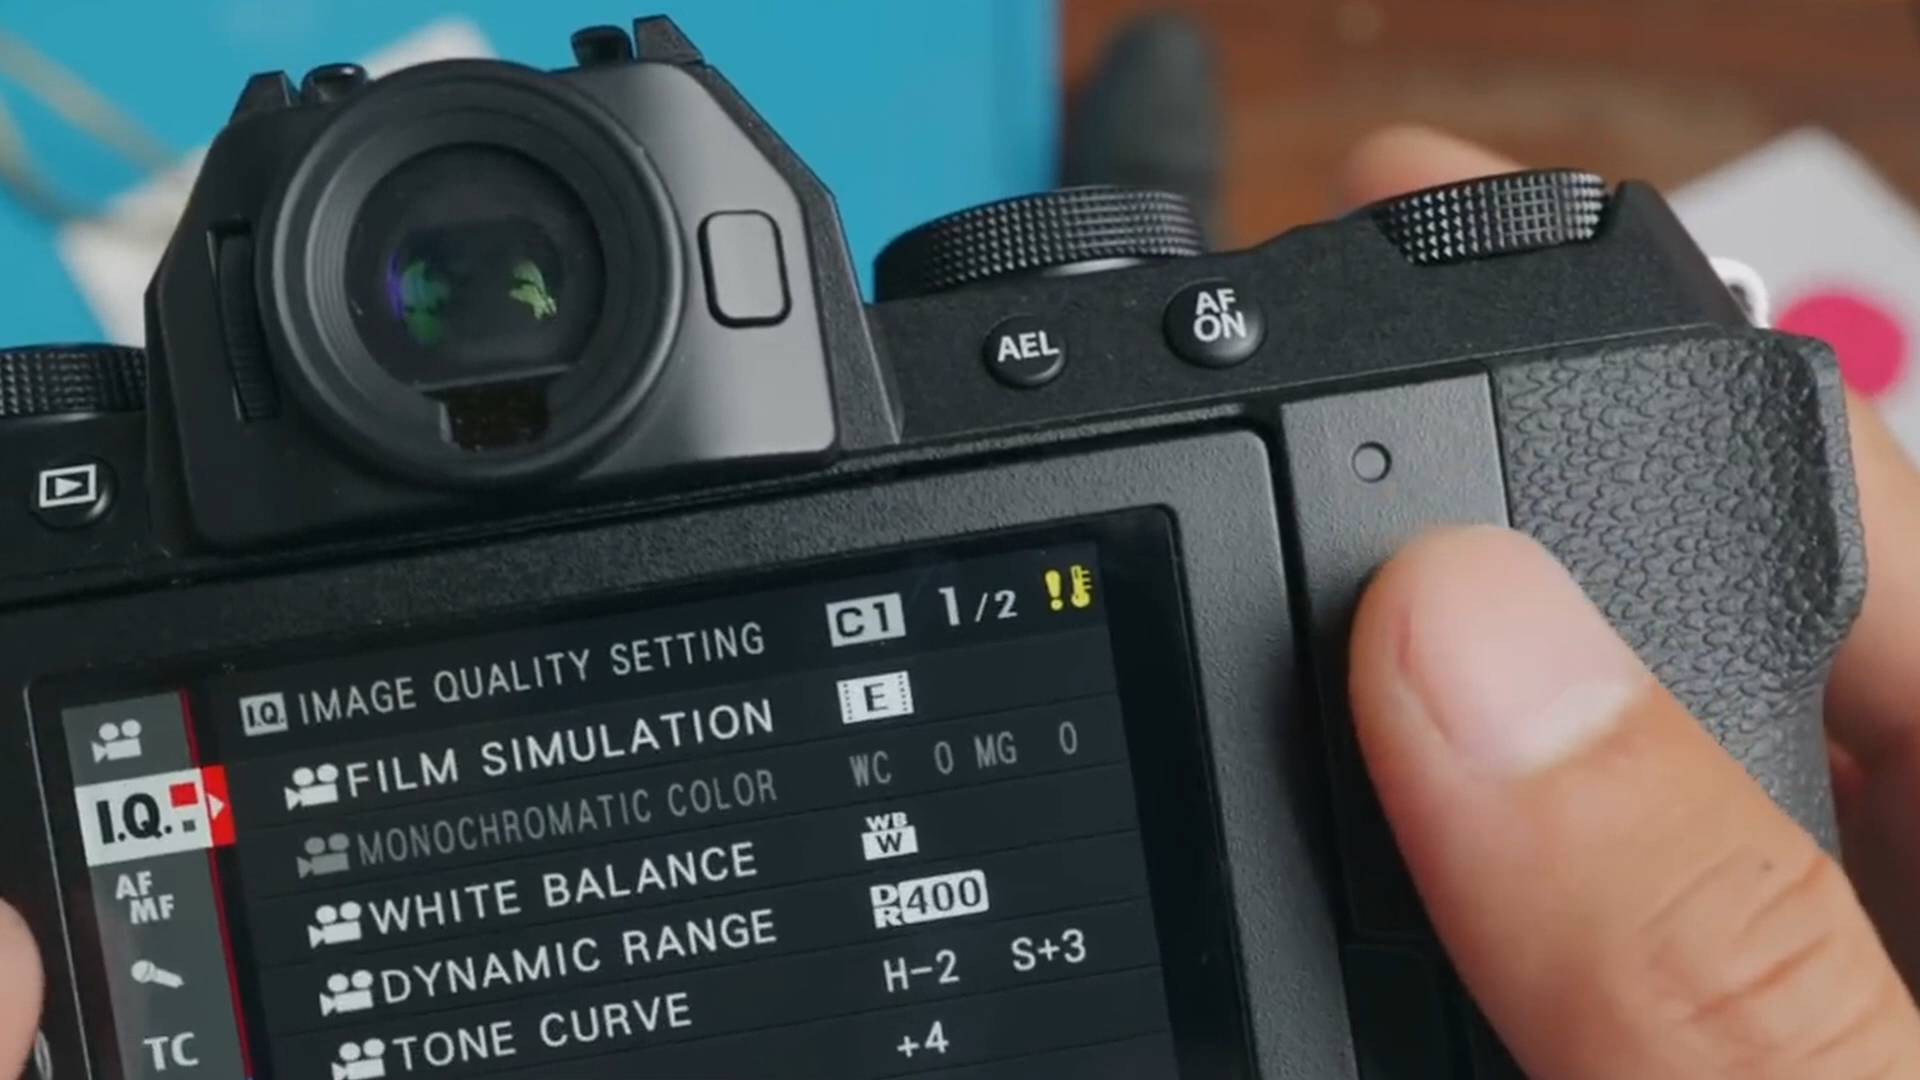 AEL
AF
ON
I.Q. IMAGE QUALITY SETTING C1 1/2 !
FILM SIMULATION E
MONOCHROMATIC COLOR WC 0 MG 0
WHITE BALANCE WB W
DYNAMIC RANGE DR400
TONE CURVE H-2 S+3
+4
I.Q.
AF
MF
TC